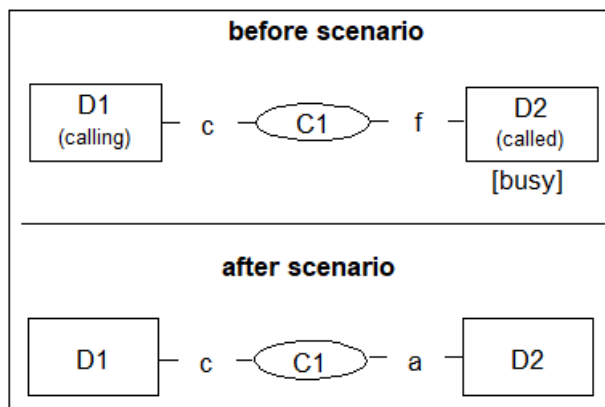 before scenario
D1 c C1 f D2
(calling) (called)
[busy]
after scenario
D1 c C1 a D2